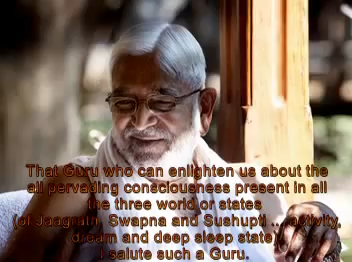 That Guru who can enlighten us about the
all pervading consciousness present in all
the three world or states
(of Jaagrath, Swapna and Sushupti ... activity,
dream and deep sleep state)
I salute such a Guru.